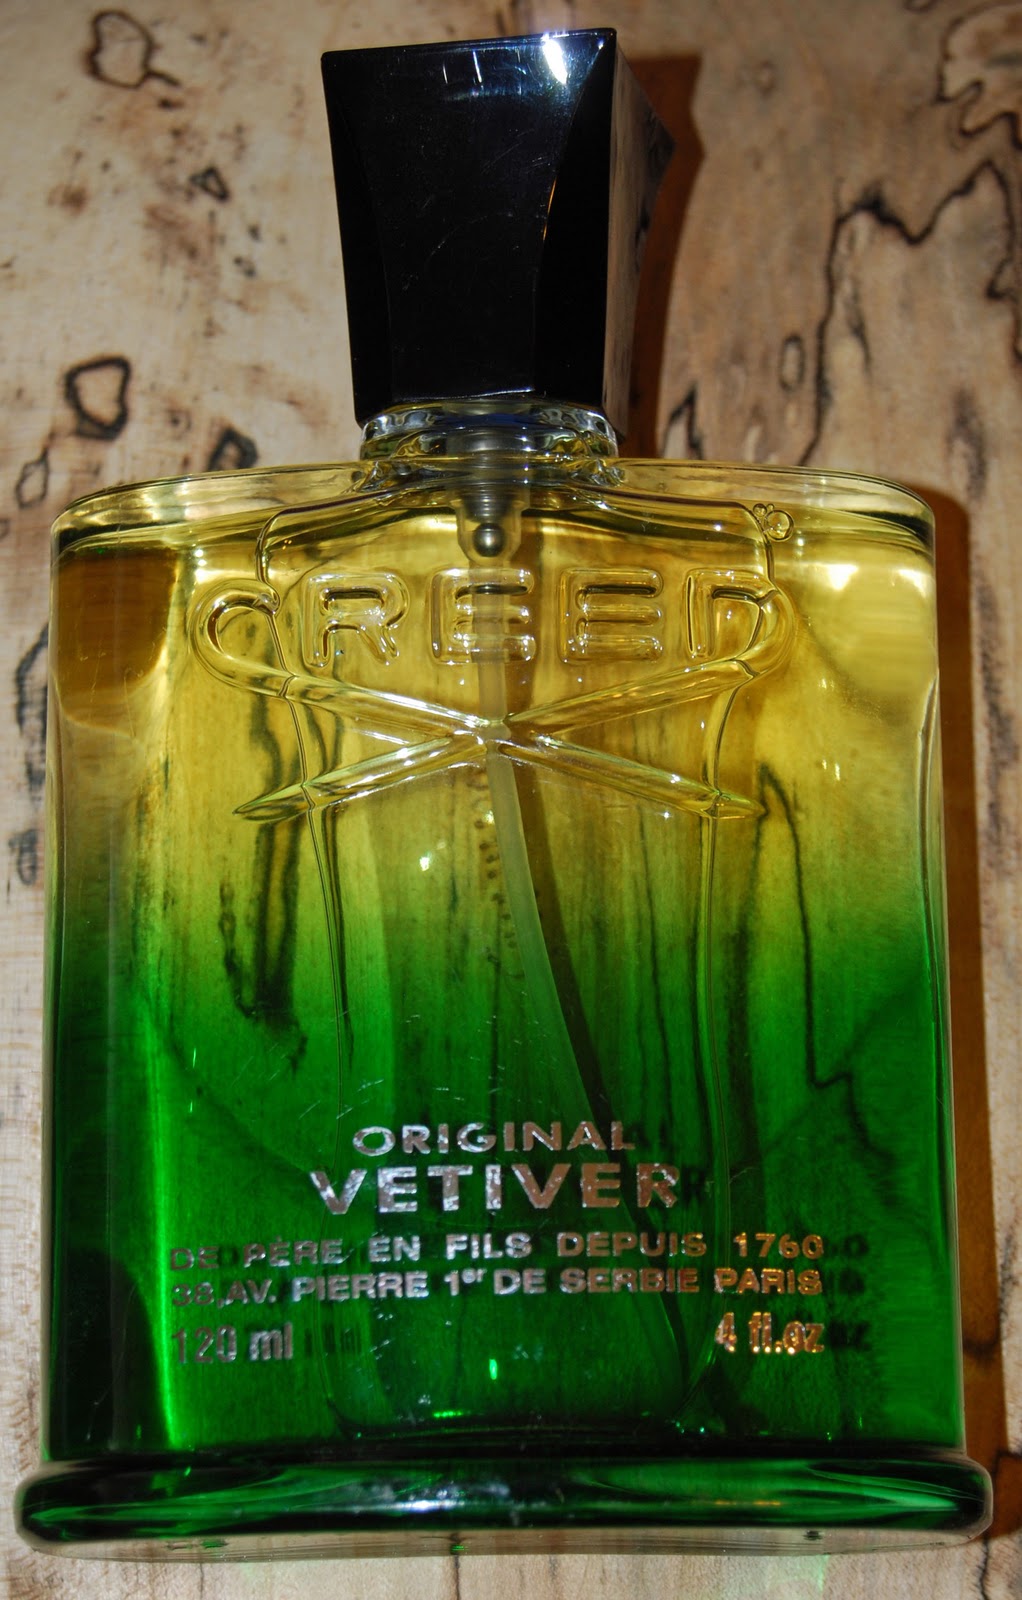 CREED
ORIGINAL
VETIVER
DE PÈRE EN FILS DEPUIS 1760
38, AV. PIERRE 1er DE SERBIE PARIS
120 ml 4 fl.oz